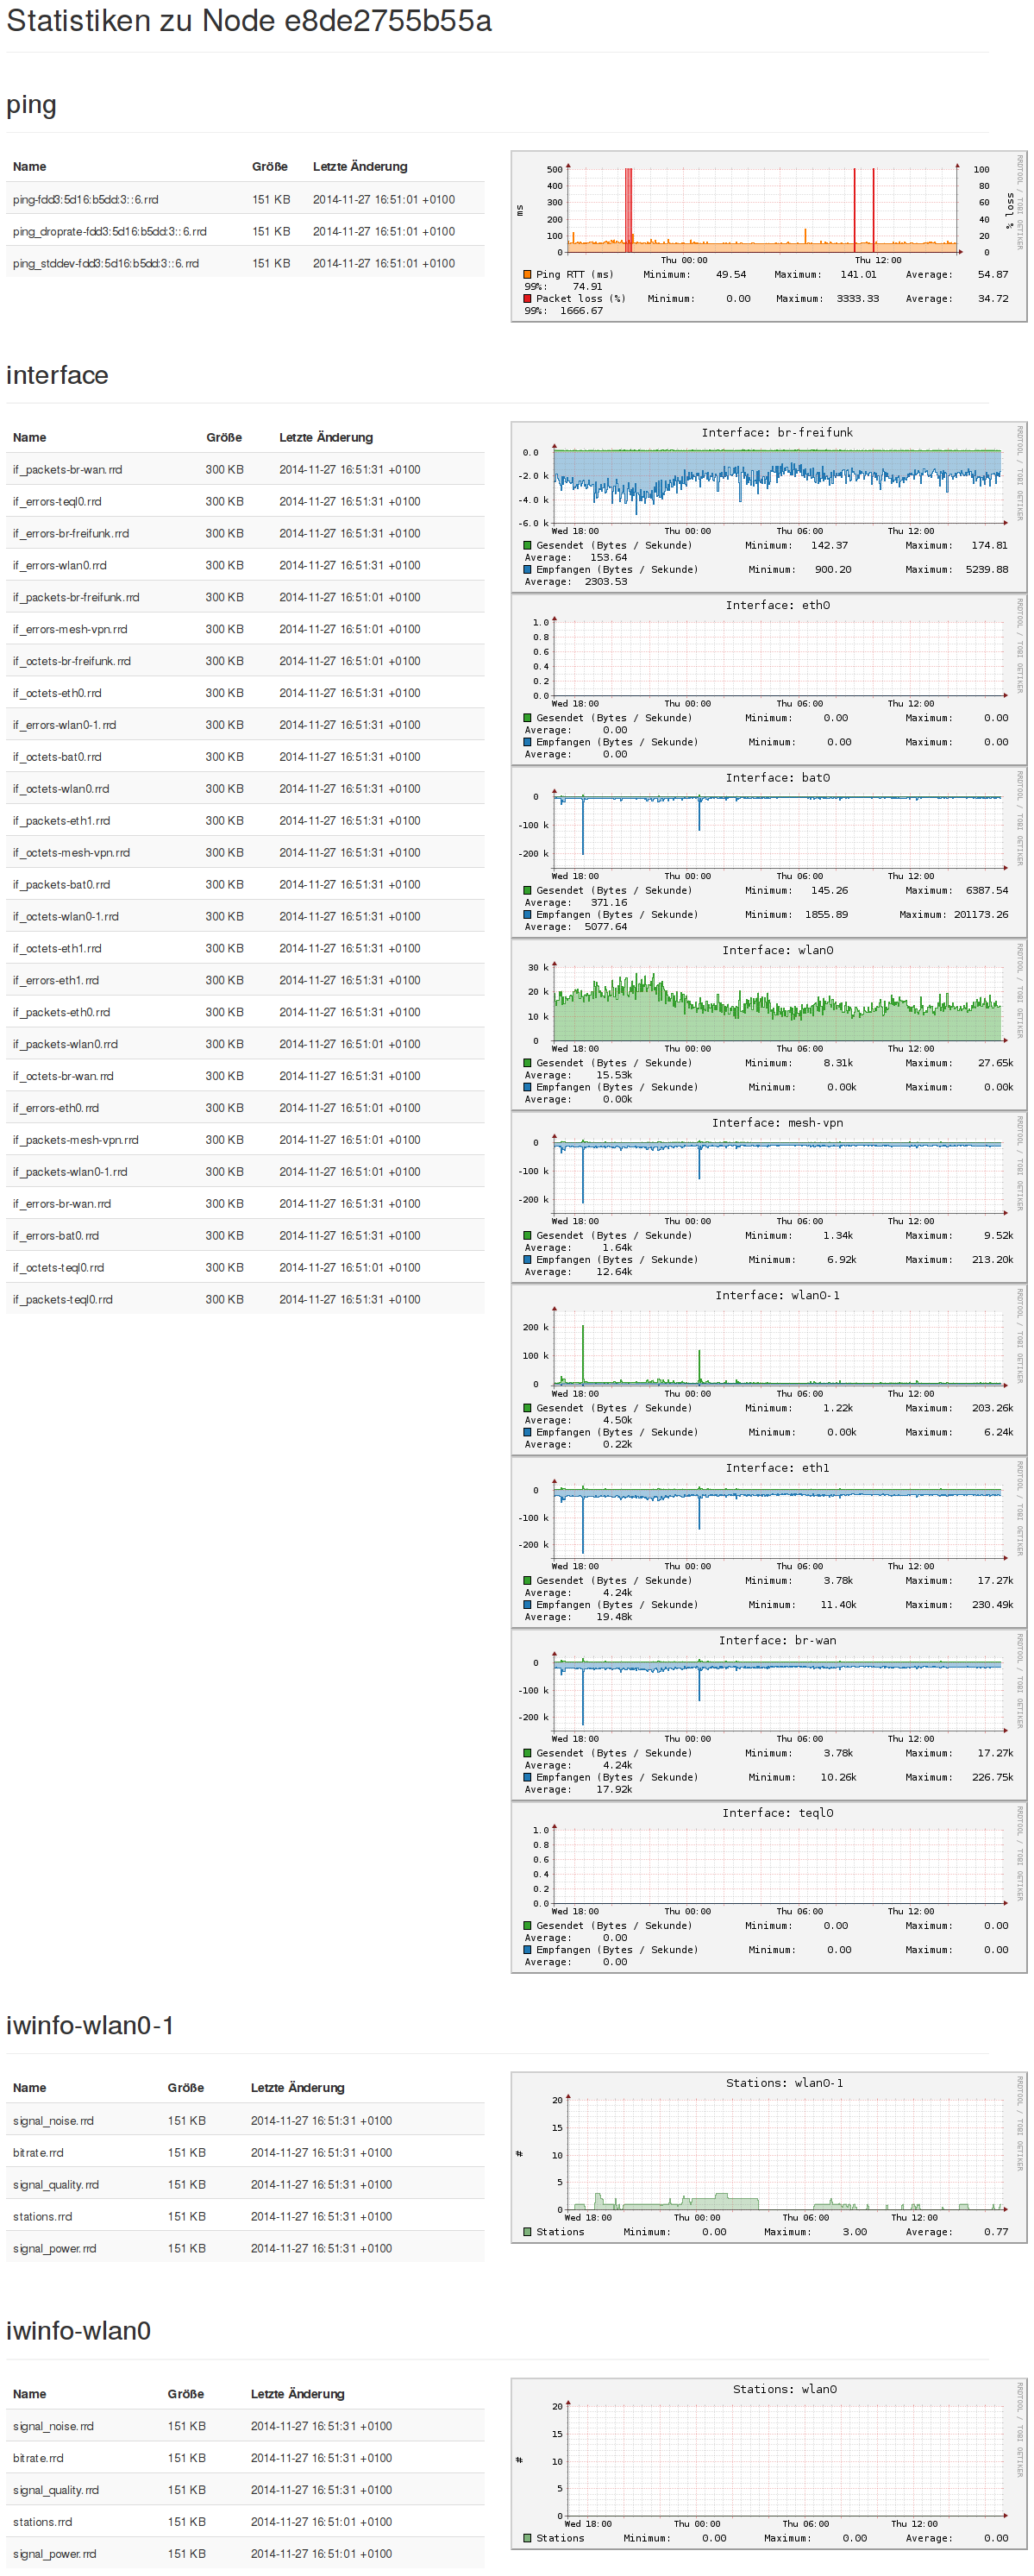 Statistiken zu Node e8de2755b55a
ping
Name Größe Letzte Änderung
ping-fdd3:5d16:b5dd:3::6.rrd 151 KB 2014-11-27 16:51:01 +0100
ping_droprate-fdd3:5d16:b5dd:3::6.rrd 151 KB 2014-11-27 16:51:01 +0100
ping_stddev-fdd3:5d16:b5dd:3::6.rrd 151 KB 2014-11-27 16:51:01 +0100
RRDTOOL / TOBI OETIKER
500 100
400 80
300 60
200 40
100 20
0 0
ms
% loss
Thu 00:00 Thu 12:00
Ping RTT (ms) Minimum: 49.54 Maximum: 141.01 Average: 54.87
99%: 74.91
Packet loss (%) Minimum: 0.00 Maximum: 3333.33 Average: 34.72
99%: 1666.67
interface
Name Größe Letzte Änderung
if_packets-br-wan.rrd 300 KB 2014-11-27 16:51:31 +0100
if_errors-teql0.rrd 300 KB 2014-11-27 16:51:31 +0100
if_errors-br-freifunk.rrd 300 KB 2014-11-27 16:51:31 +0100
if_errors-wlan0.rrd 300 KB 2014-11-27 16:51:01 +0100
if_packets-br-freifunk.rrd 300 KB 2014-11-27 16:51:01 +0100
if_errors-mesh-vpn.rrd 300 KB 2014-11-27 16:51:31 +0100
if_octets-br-freifunk.rrd 300 KB 2014-11-27 16:51:01 +0100
if_octets-eth0.rrd 300 KB 2014-11-27 16:51:31 +0100
if_errors-wlan0-1.rrd 300 KB 2014-11-27 16:51:31 +0100
if_octets-bat0.rrd 300 KB 2014-11-27 16:51:01 +0100
if_octets-wlan0.rrd 300 KB 2014-11-27 16:51:31 +0100
if_packets-eth1.rrd 300 KB 2014-11-27 16:51:31 +0100
if_octets-mesh-vpn.rrd 300 KB 2014-11-27 16:51:01 +0100
if_packets-bat0.rrd 300 KB 2014-11-27 16:51:01 +0100
if_octets-wlan0-1.rrd 300 KB 2014-11-27 16:51:31 +0100
if_octets-eth1.rrd 300 KB 2014-11-27 16:51:01 +0100
if_errors-eth1.rrd 300 KB 2014-11-27 16:51:31 +0100
if_packets-eth0.rrd 300 KB 2014-11-27 16:51:31 +0100
if_packets-wlan0.rrd 300 KB 2014-11-27 16:51:01 +0100
if_octets-br-wan.rrd 300 KB 2014-11-27 16:51:31 +0100
if_errors-eth0.rrd 300 KB 2014-11-27 16:51:01 +0100
if_packets-mesh-vpn.rrd 300 KB 2014-11-27 16:51:01 +0100
if_packets-wlan0-1.rrd 300 KB 2014-11-27 16:51:31 +0100
if_errors-br-wan.rrd 300 KB 2014-11-27 16:51:31 +0100
if_errors-bat0.rrd 300 KB 2014-11-27 16:51:31 +0100
if_octets-teql0.rrd 300 KB 2014-11-27 16:51:01 +0100
if_packets-teql0.rrd 300 KB 2014-11-27 16:51:31 +0100
Interface: br-freifunk
RRDTOOL / TOBI OETIKER
0.0
-2.0 k
-4.0 k
-6.0 k
Wed 18:00 Thu 00:00 Thu 06:00 Thu 12:00
Gesendet (Bytes / Sekunde) Minimum: 142.37 Maximum: 174.81
Average: 153.64
Empfangen (Bytes / Sekunde) Minimum: 900.20 Maximum: 5239.88
Average: 2303.53
Interface: eth0
RRDTOOL / TOBI OETIKER
1.0
0.8
0.6
0.4
0.2
0.0
Wed 18:00 Thu 00:00 Thu 06:00 Thu 12:00
Gesendet (Bytes / Sekunde) Minimum: 0.00 Maximum: 0.00
Average: 0.00
Empfangen (Bytes / Sekunde) Minimum: 0.00 Maximum: 0.00
Average: 0.00
Interface: bat0
RRDTOOL / TOBI OETIKER
0
-100 k
-200 k
Wed 18:00 Thu 00:00 Thu 06:00 Thu 12:00
Gesendet (Bytes / Sekunde) Minimum: 145.26 Maximum: 6387.54
Average: 371.16
Empfangen (Bytes / Sekunde) Minimum: 1855.89 Maximum: 201173.26
Average: 5077.64
Interface: wlan0
RRDTOOL / TOBI OETIKER
30 k
20 k
10 k
0
Wed 18:00 Thu 00:00 Thu 06:00 Thu 12:00
Gesendet (Bytes / Sekunde) Minimum: 8.31k Maximum: 27.65k
Average: 15.53k
Empfangen (Bytes / Sekunde) Minimum: 0.00k Maximum: 0.00k
Average: 0.00k
Interface: mesh-vpn
RRDTOOL / TOBI OETIKER
0
-100 k
-200 k
Wed 18:00 Thu 00:00 Thu 06:00 Thu 12:00
Gesendet (Bytes / Sekunde) Minimum: 1.34k Maximum: 9.52k
Average: 1.64k
Empfangen (Bytes / Sekunde) Minimum: 6.92k Maximum: 213.20k
Average: 12.64k
Interface: wlan0-1
RRDTOOL / TOBI OETIKER
200 k
100 k
0
Wed 18:00 Thu 00:00 Thu 06:00 Thu 12:00
Gesendet (Bytes / Sekunde) Minimum: 1.22k Maximum: 203.26k
Average: 4.50k
Empfangen (Bytes / Sekunde) Minimum: 0.00k Maximum: 6.24k
Average: 0.22k
Interface: eth1
RRDTOOL / TOBI OETIKER
0
-100 k
-200 k
Wed 18:00 Thu 00:00 Thu 06:00 Thu 12:00
Gesendet (Bytes / Sekunde) Minimum: 3.78k Maximum: 17.27k
Average: 4.24k
Empfangen (Bytes / Sekunde) Minimum: 11.40k Maximum: 230.49k
Average: 19.48k
Interface: br-wan
RRDTOOL / TOBI OETIKER
0
-100 k
-200 k
Wed 18:00 Thu 00:00 Thu 06:00 Thu 12:00
Gesendet (Bytes / Sekunde) Minimum: 3.78k Maximum: 17.27k
Average: 4.24k
Empfangen (Bytes / Sekunde) Minimum: 10.26k Maximum: 226.75k
Average: 17.92k
Interface: teql0
RRDTOOL / TOBI OETIKER
1.0
0.8
0.6
0.4
0.2
0.0
Wed 18:00 Thu 00:00 Thu 06:00 Thu 12:00
Gesendet (Bytes / Sekunde) Minimum: 0.00 Maximum: 0.00
Average: 0.00
Empfangen (Bytes / Sekunde) Minimum: 0.00 Maximum: 0.00
Average: 0.00
iwinfo-wlan0-1
Name Größe Letzte Änderung
signal_noise.rrd 151 KB 2014-11-27 16:51:31 +0100
bitrate.rrd 151 KB 2014-11-27 16:51:31 +0100
signal_quality.rrd 151 KB 2014-11-27 16:51:31 +0100
stations.rrd 151 KB 2014-11-27 16:51:31 +0100
signal_power.rrd 151 KB 2014-11-27 16:51:31 +0100
Stations: wlan0-1
RRDTOOL / TOBI OETIKER
20
15
10
5
0
#
Wed 18:00 Thu 00:00 Thu 06:00 Thu 12:00
Stations Minimum: 0.00 Maximum: 3.00 Average: 0.77
iwinfo-wlan0
Name Größe Letzte Änderung
signal_noise.rrd 151 KB 2014-11-27 16:51:31 +0100
bitrate.rrd 151 KB 2014-11-27 16:51:31 +0100
signal_quality.rrd 151 KB 2014-11-27 16:51:31 +0100
stations.rrd 151 KB 2014-11-27 16:51:01 +0100
signal_power.rrd 151 KB 2014-11-27 16:51:01 +0100
Stations: wlan0
RRDTOOL / TOBI OETIKER
20
15
10
5
0
#
Wed 18:00 Thu 00:00 Thu 06:00 Thu 12:00
Stations Minimum: 0.00 Maximum: 0.00 Average: 0.00